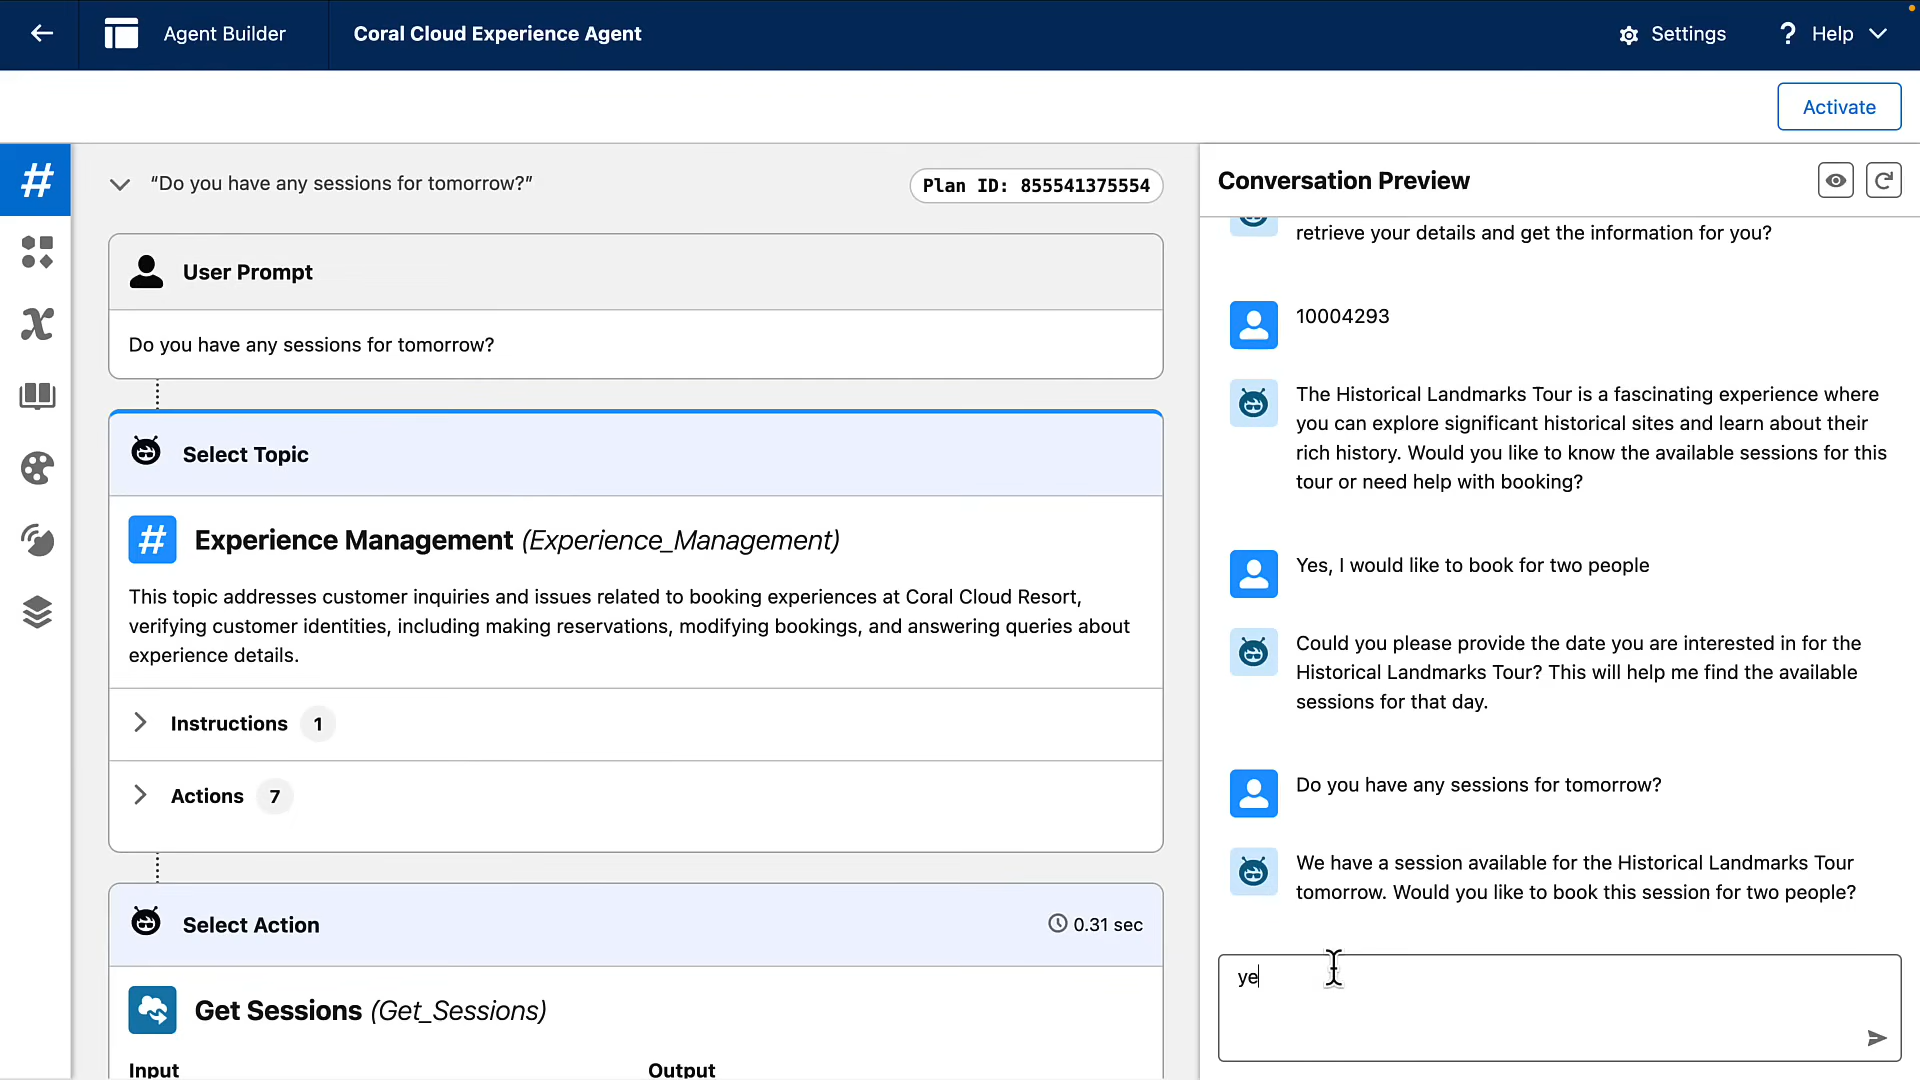 Agent Builder
Coral Cloud Experience Agent
Settings
? Help
Activate
#
“Do you have any sessions for tomorrow?”
Plan ID: 855541375554
User Prompt
Do you have any sessions for tomorrow?
Select Topic
# Experience Management (Experience_Management)
This topic addresses customer inquiries and issues related to booking experiences at Coral Cloud Resort,
verifying customer identities, including making reservations, modifying bookings, and answering queries about
experience details.
Instructions 1
Actions 7
Select Action
0.31 sec
Get Sessions (Get_Sessions)
Input
Output
Conversation Preview
retrieve your details and get the information for you?
10004293
The Historical Landmarks Tour is a fascinating experience where
you can explore significant historical sites and learn about their
rich history. Would you like to know the available sessions for this
tour or need help with booking?
Yes, I would like to book for two people
Could you please provide the date you are interested in for the
Historical Landmarks Tour? This will help me find the available
sessions for that day.
Do you have any sessions for tomorrow?
We have a session available for the Historical Landmarks Tour
tomorrow. Would you like to book this session for two people?
ye